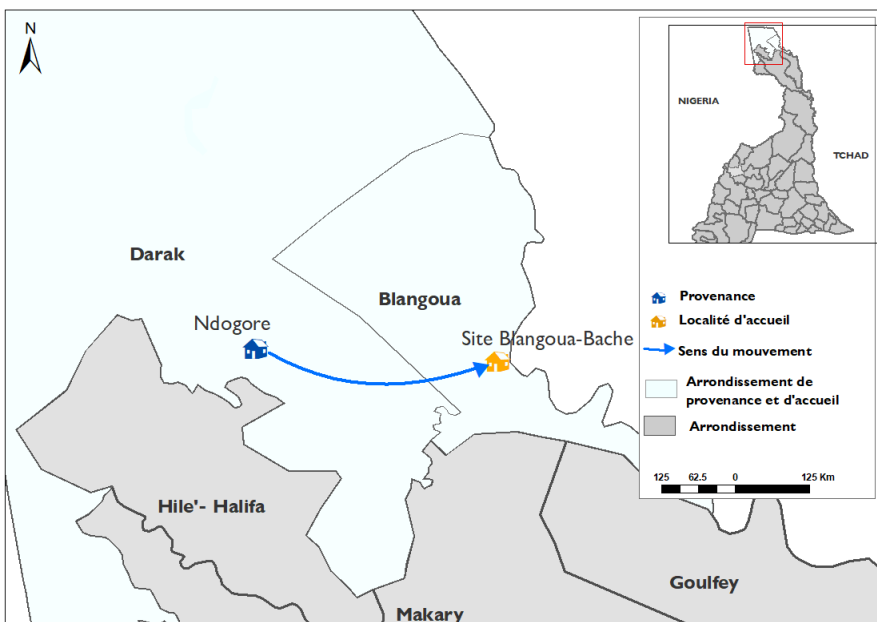 N
NIGERIA
TCHAD
Darak
Blangoua
Ndogore
Site Blangoua-Bache
Hile'- Halifa
Makary
Goulfey
Provenance
Localité d'accueil
Sens du mouvement
Arrondissement de
provenance et d'accueil
Arrondissement
125 62.5 0 125 Km